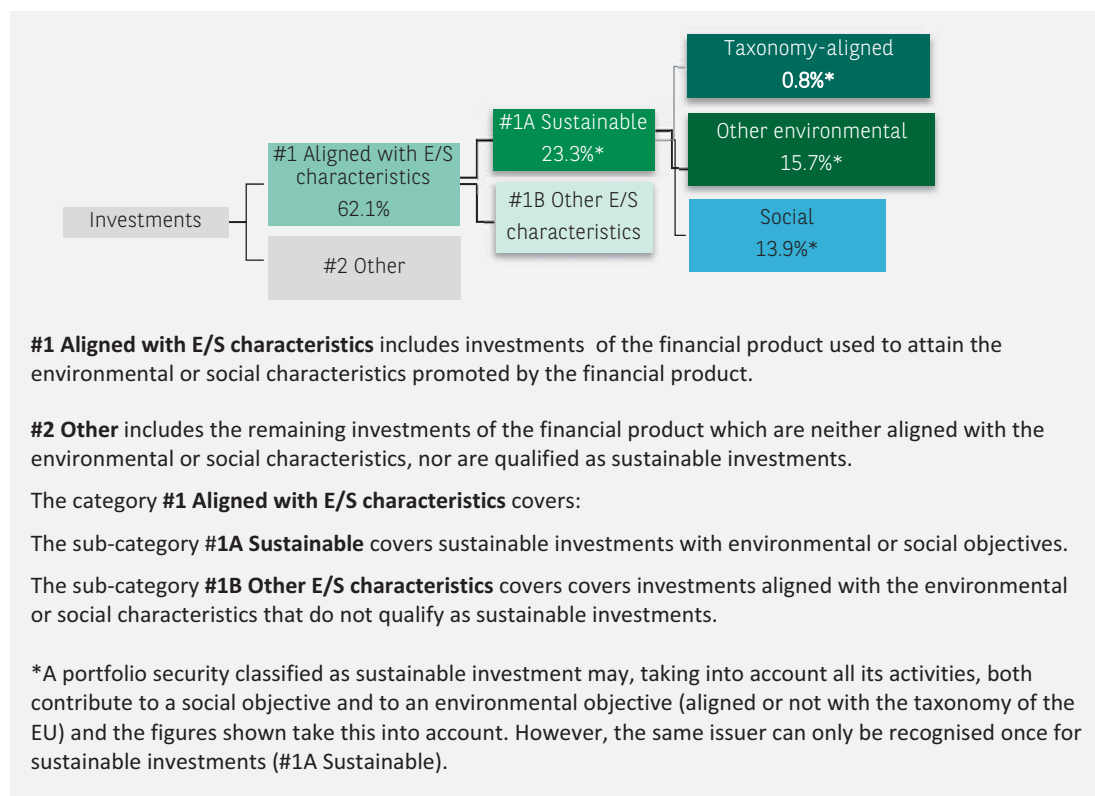 Taxonomy-aligned
0.8%*
#1A Sustainable
23.3%*
Other environmental
15.7%*
#1 Aligned with E/S
characteristics
62.1%
#1B Other E/S
characteristics
Investments
Social
13.9%*
#2 Other
#1 Aligned with E/S characteristics includes investments of the financial product used to attain the
environmental or social characteristics promoted by the financial product.
#2 Other includes the remaining investments of the financial product which are neither aligned with the
environmental or social characteristics, nor are qualified as sustainable investments.
The category #1 Aligned with E/S characteristics covers:
The sub-category #1A Sustainable covers sustainable investments with environmental or social objectives.
The sub-category #1B Other E/S characteristics covers covers investments aligned with the environmental
or social characteristics that do not qualify as sustainable investments.
*A portfolio security classified as sustainable investment may, taking into account all its activities, both
contribute to a social objective and to an environmental objective (aligned or not with the taxonomy of the
EU) and the figures shown take this into account. However, the same issuer can only be recognised once for
sustainable investments (#1A Sustainable).